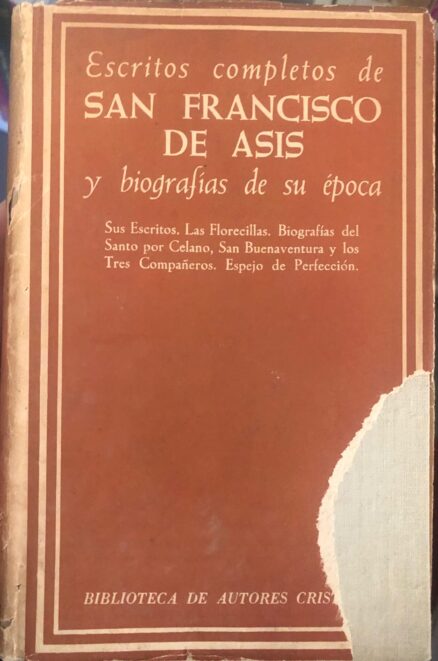 Escritos completos de
SAN FRANCISCO
DE ASIS
y biografías de su época
Sus Escritos. Las Florecillas. Biografías del
Santo por Celano, San Buenaventura y los
Tres Compañeros. Espejo de Perfección.
BIBLIOTECA DE AUTORES CRIST